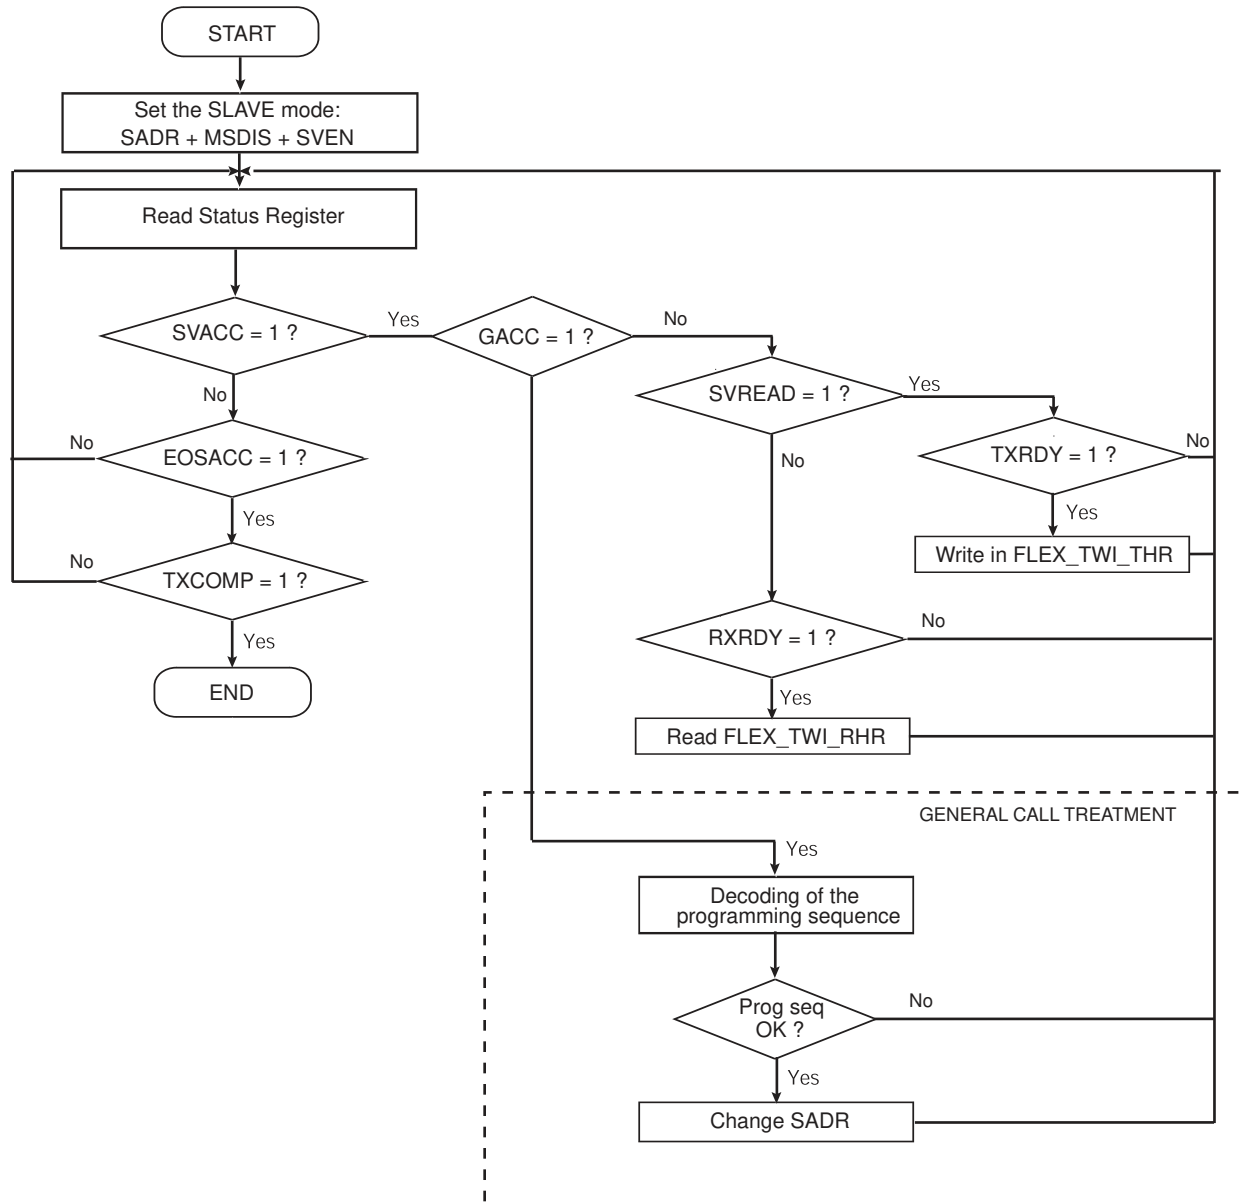 START
Set the SLAVE mode:
SADR + MSDIS + SVEN
Read Status Register
SVACC = 1 ?
Yes
GACC = 1 ?
No
SVREAD = 1 ?
Yes
No
No
EOSACC = 1 ?
No
TXRDY = 1 ?
No
Yes
Yes
Write in FLEX_TWI_THR
No
TXCOMP = 1 ?
Yes
RXRDY = 1 ?
No
END
Yes
Read FLEX_TWI_RHR
GENERAL CALL TREATMENT
Yes
Decoding of the
programming sequence
Prog seq
OK ?
No
Yes
Change SADR